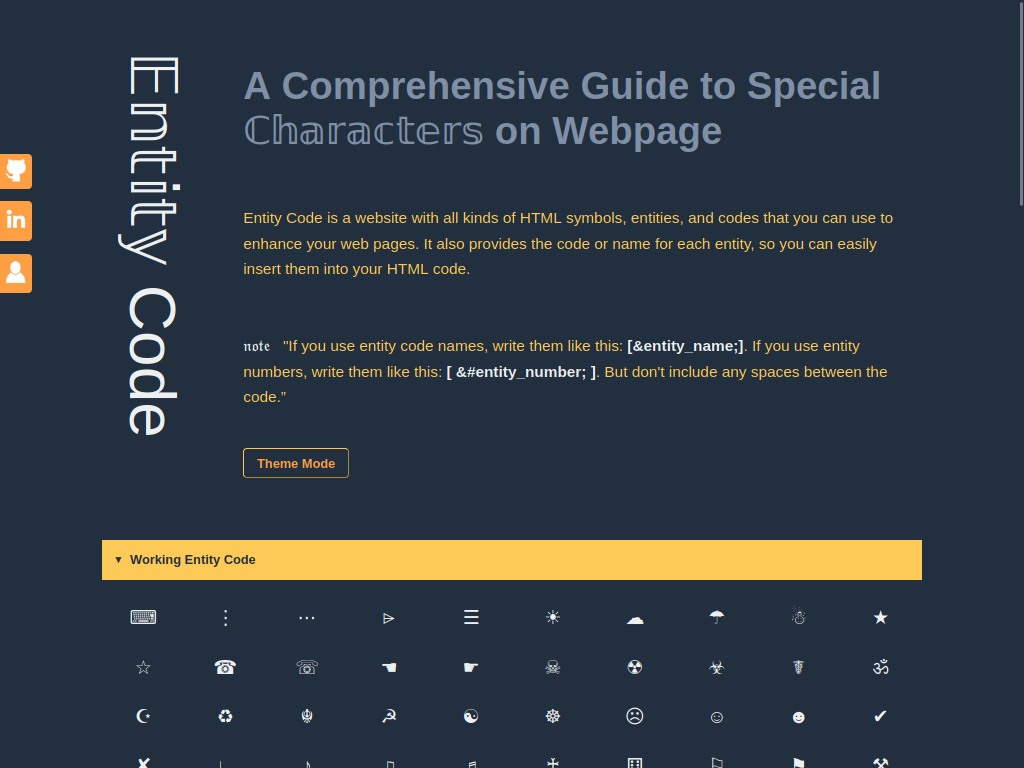 𝔼𝕟𝕥𝕚𝕥𝕪 Code
A Comprehensive Guide to Special
ℂ𝕙𝕒𝕣𝕒𝕔𝕥𝕖𝕣𝕤 on Webpage
Entity Code is a website with all kinds of HTML symbols, entities, and codes that you can use to
enhance your web pages. It also provides the code or name for each entity, so you can easily
insert them into your HTML code.
𝔫𝔬𝔱𝔢 "If you use entity code names, write them like this: [&entity_name;]. If you use entity
numbers, write them like this: [ &#entity_number; ]. But don't include any spaces between the
code.”
Theme Mode
▼ Working Entity Code
⌨ ⋮ ⋯ ⩥ ☰ ☀ ☁ ☂ ☃ ★
☆ ☎ ☏ ☚ ☛ ☠ ☢ ☣ ☤ ॐ
☪ ♻ ☬ ☭ ☯ ☸ ☹ ☺ ☻ ✔
✘ ♩ ♪ ♫ ♬ ♰ ⚅ ⚐ ⚑ ⚒